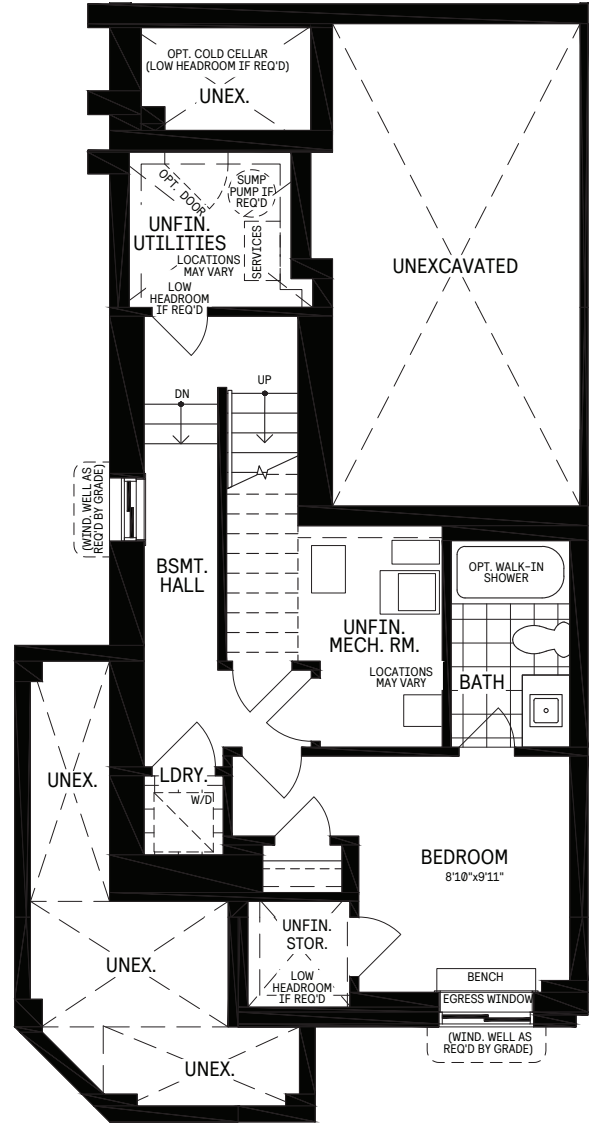 OPT. COLD CELLAR
(LOW HEADROOM IF REQ'D)
UNEX.
OPT. DOOR
SUMP
PUMP IF
REQ'D
UNFIN.
UTILITIES
SERVICES
LOCATIONS
MAY VARY
LOW
HEADROOM
IF REQ'D
UNEXCAVATED
DN
UP
(WIND. WELL AS
REQ'D BY GRADE)
BSMT.
HALL
OPT. WALK-IN
SHOWER
UNFIN.
MECH. RM.
LOCATIONS
MAY VARY
BATH
UNEX.
LDRY.
W/D
BEDROOM
8'10"x9'11"
UNFIN.
STOR.
LOW
HEADROOM
IF REQ'D
UNEX.
BENCH
EGRESS WINDOW
(WIND. WELL AS
REQ'D BY GRADE)
UNEX.